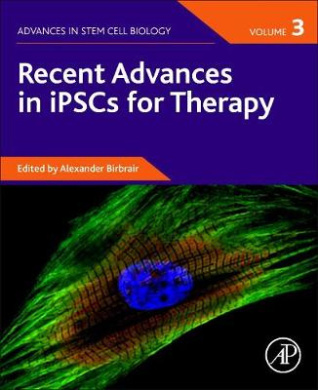 ADVANCES IN STEM CELL BIOLOGY
VOLUME 3
Recent Advances
in iPSCs for Therapy
Edited by Alexander Birbrair
AP